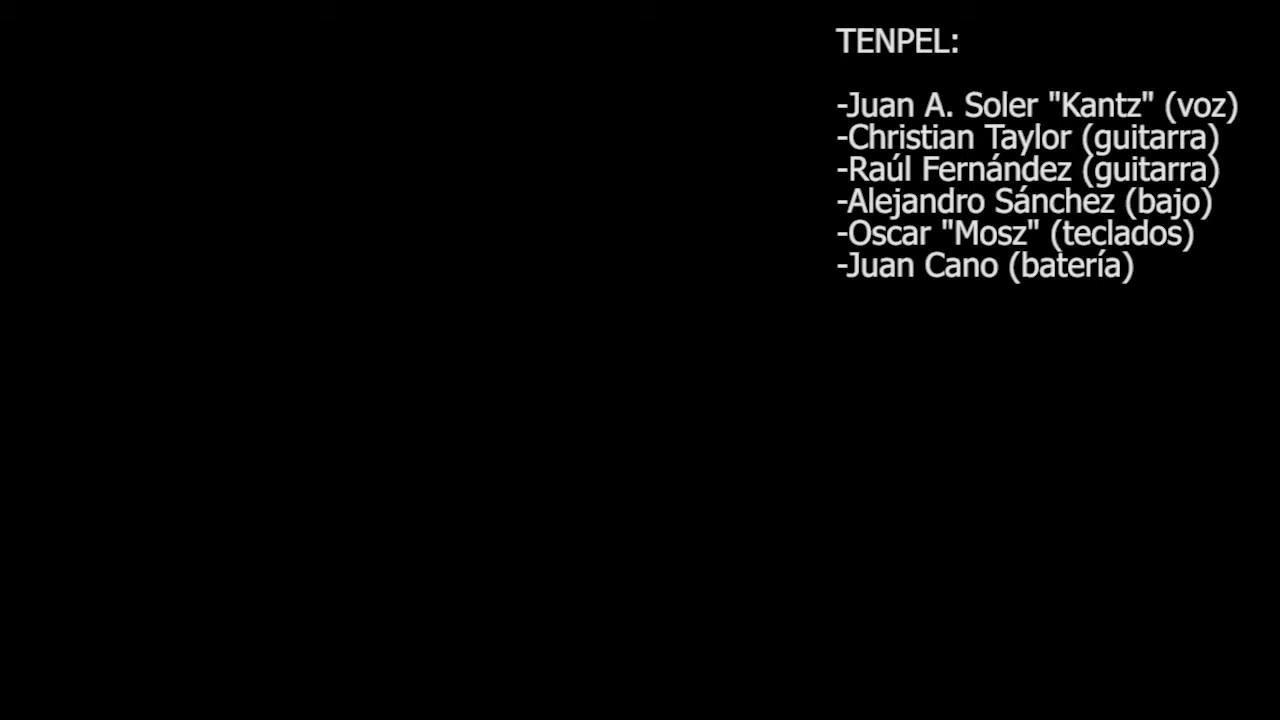 TENPEL:
-Juan A. Soler "Kantz" (voz)
-Christian Taylor (guitarra)
-Raúl Fernández (guitarra)
-Alejandro Sánchez (bajo)
-Oscar "Mosz" (teclados)
-Juan Cano (batería)